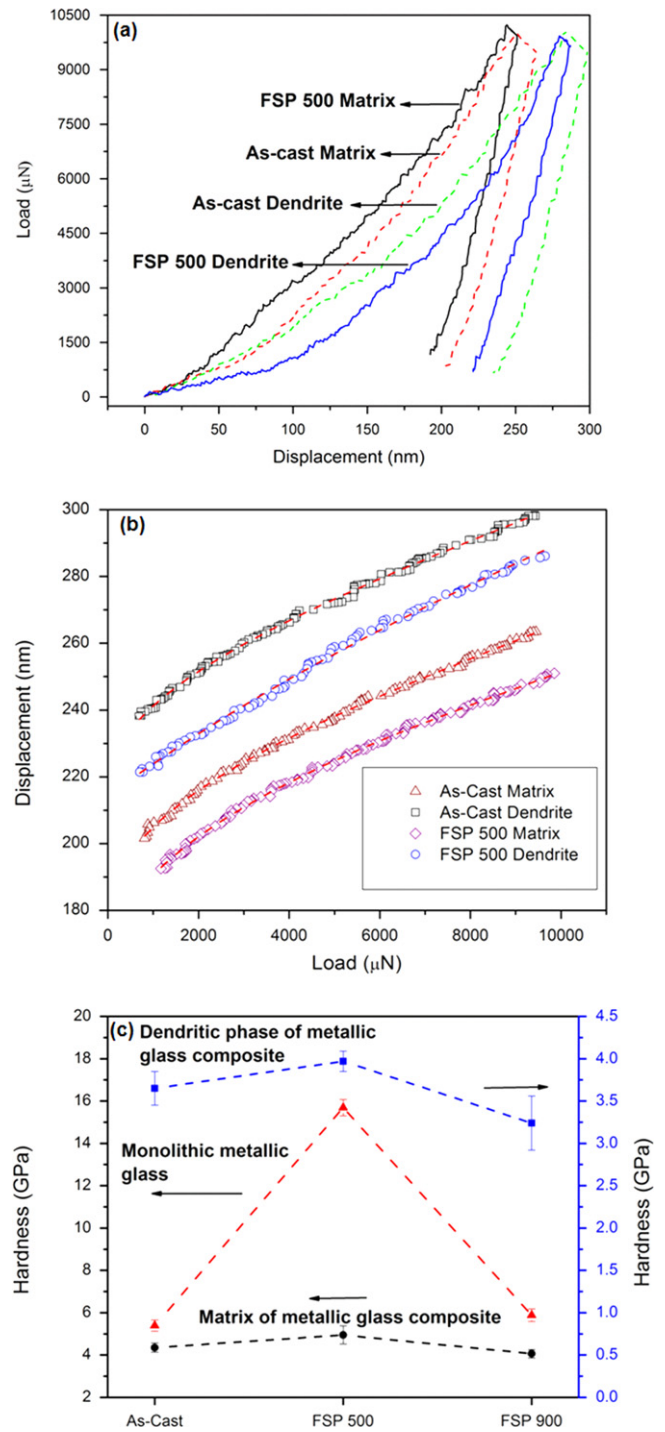 (a)
10500
9000
7500
6000
4500
3000
1500
0
Load (μN)
FSP 500 Matrix
As-cast Matrix
As-cast Dendrite
FSP 500 Dendrite
0 50 100 150 200 250 300
Displacement (nm)
(b)
300
280
260
240
220
200
180
Displacement (nm)
As-Cast Matrix
As-Cast Dendrite
FSP 500 Matrix
FSP 500 Dendrite
0 2000 4000 6000 8000 10000
Load (μN)
(c)
20
18
16
14
12
10
8
6
4
2
Hardness (GPa)
Dendritic phase of metallic
glass composite
Monolithic metallic
glass
Matrix of metallic glass composite
4.5
4.0
3.5
3.0
2.5
2.0
1.5
1.0
0.5
0.0
Hardness (GPa)
As-Cast FSP 500 FSP 900